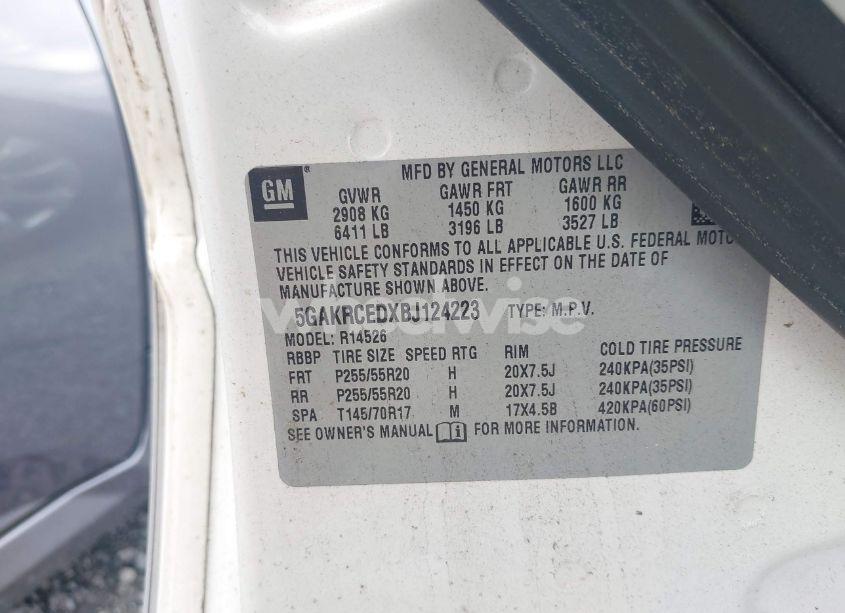 MFD BY GENERAL MOTORS LLC
GM
GVWR GAWR FRT GAWR RR
2908 KG 1450 KG 1600 KG
6411 LB 3196 LB 3527 LB
THIS VEHICLE CONFORMS TO ALL APPLICABLE U.S. FEDERAL MOTO
VEHICLE SAFETY STANDARDS IN EFFECT ON THE DATE OF
MANUFACTURE SHOWN ABOVE.
5GAKRCEDXBJ124223 TYPE: M.P.V.
MODEL: R14526
RBBP TIRE SIZE SPEED RTG RIM COLD TIRE PRESSURE
FRT P255/55R20 H 20X7.5J 240KPA(35PSI)
RR P255/55R20 H 20X7.5J 240KPA(35PSI)
SPA T145/70R17 M 17X4.5B 420KPA(60PSI)
SEE OWNER'S MANUAL FOR MORE INFORMATION.